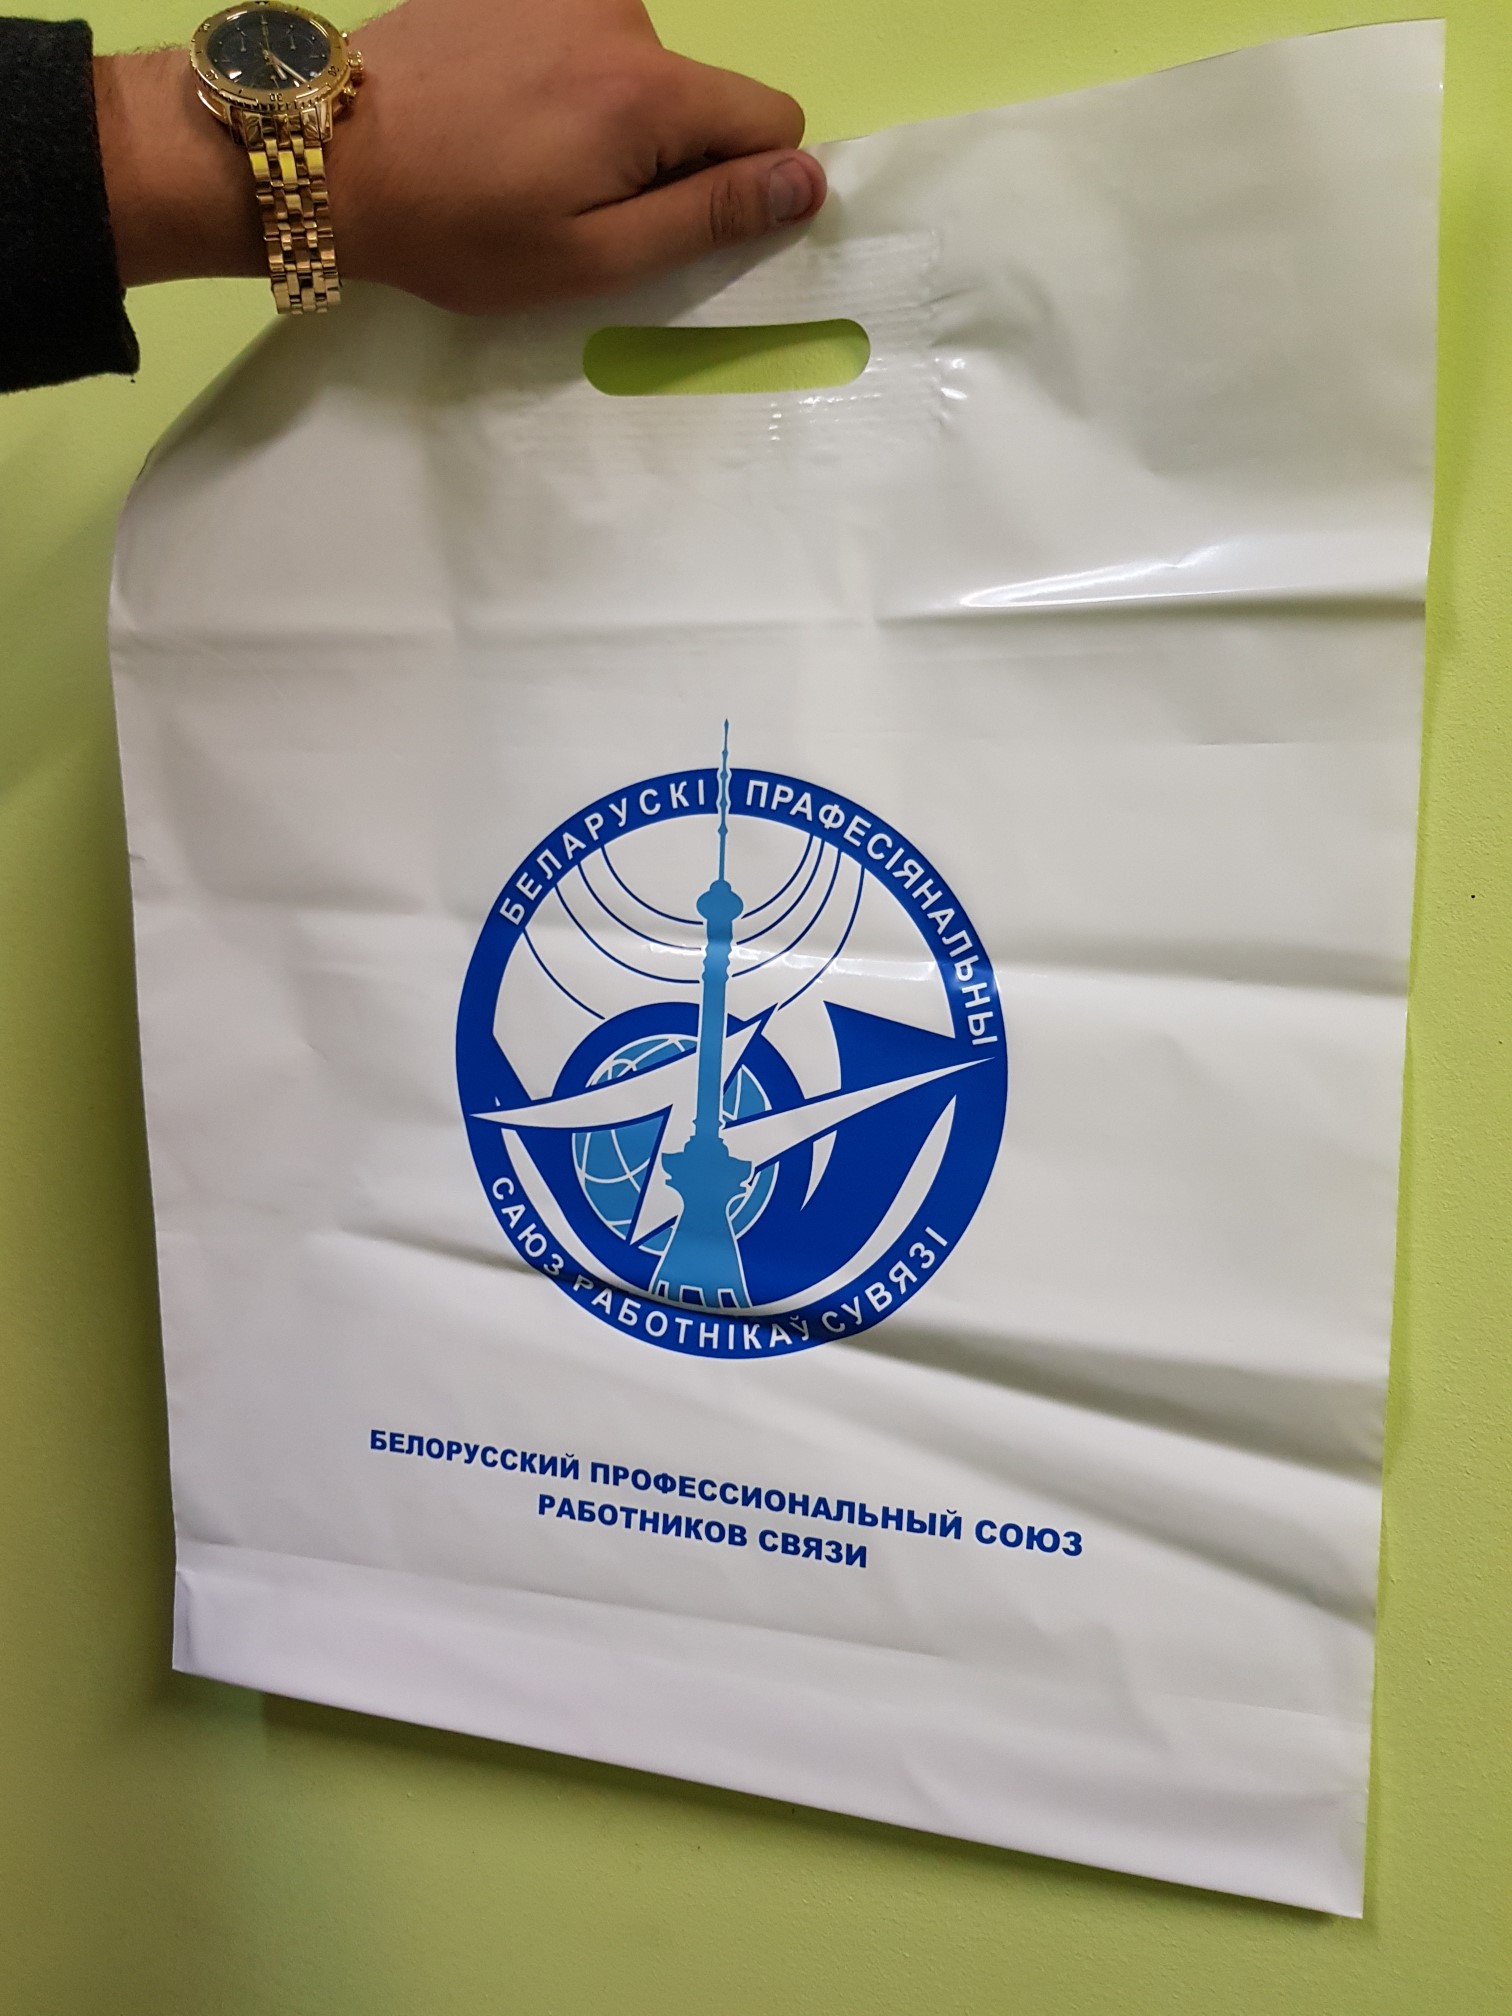 БЕЛАРУСКІ ПРАФЕСІЯНАЛЬНЫ
САЮЗ РАБОТНІКАЎ СУВЯЗІ
БЕЛОРУССКИЙ ПРОФЕССИОНАЛЬНЫЙ СОЮЗ
РАБОТНИКОВ СВЯЗИ